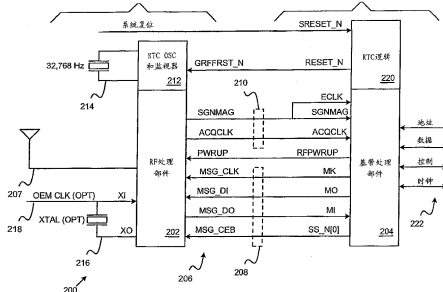 系统复位
SRESET_N
32,768 Hz
RTC OSC
和监视器
212
GRFFRST_N
RESET_N
RTC逻辑
220
214
210
ECLK
SGNMAG
SGNMAG
ACQCLK
ACQCLK
地址
PWRUP
RFPWRUP
数据
RF处理
部件
MSG_CLK
MK
基带处理
部件
控制
207
MSG_DI
MO
时钟
OEM CLK (OPT)
XI
218
MSG_DO
MI
XTAL (OPT)
XO
202
MSG_CEB
SS_N[0]
204
222
216
200
206
208